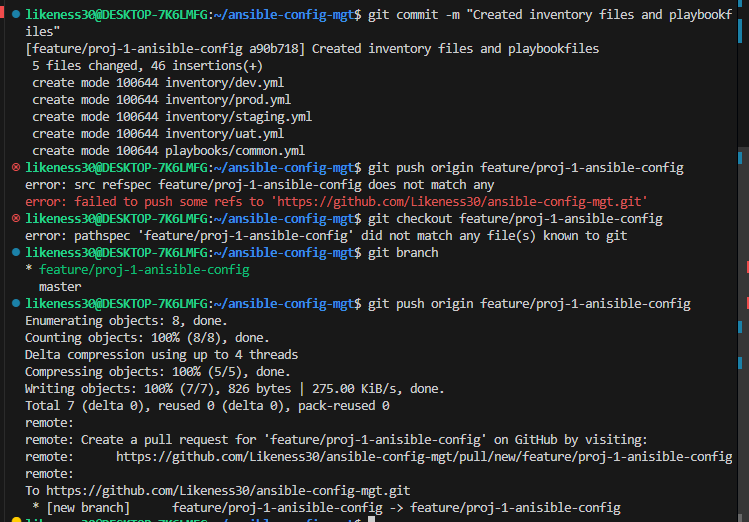 likeness30@DESKTOP-7K6LMFG:~/ansible-config-mgt$ git commit -m "Created inventory files and playbookf
iles"
[feature/proj-1-anisible-config a90b718] Created inventory files and playbookfiles
 5 files changed, 46 insertions(+)
 create mode 100644 inventory/dev.yml
 create mode 100644 inventory/prod.yml
 create mode 100644 inventory/staging.yml
 create mode 100644 inventory/uat.yml
 create mode 100644 playbooks/common.yml
likeness30@DESKTOP-7K6LMFG:~/ansible-config-mgt$ git push origin feature/proj-1-ansible-config
error: src refspec feature/proj-1-ansible-config does not match any
error: failed to push some refs to 'https://github.com/Likeness30/ansible-config-mgt.git'
likeness30@DESKTOP-7K6LMFG:~/ansible-config-mgt$ git checkout feature/proj-1-ansible-config
error: pathspec 'feature/proj-1-ansible-config' did not match any file(s) known to git
likeness30@DESKTOP-7K6LMFG:~/ansible-config-mgt$ git branch
* feature/proj-1-anisible-config
  master
likeness30@DESKTOP-7K6LMFG:~/ansible-config-mgt$ git push origin feature/proj-1-anisible-config
Enumerating objects: 8, done.
Counting objects: 100% (8/8), done.
Delta compression using up to 4 threads
Compressing objects: 100% (5/5), done.
Writing objects: 100% (7/7), 826 bytes | 275.00 KiB/s, done.
Total 7 (delta 0), reused 0 (delta 0), pack-reused 0
remote:
remote: Create a pull request for 'feature/proj-1-anisible-config' on GitHub by visiting:
remote:      https://github.com/Likeness30/ansible-config-mgt/pull/new/feature/proj-1-anisible-config
remote:
To https://github.com/Likeness30/ansible-config-mgt.git
 * [new branch]      feature/proj-1-anisible-config -> feature/proj-1-anisible-config